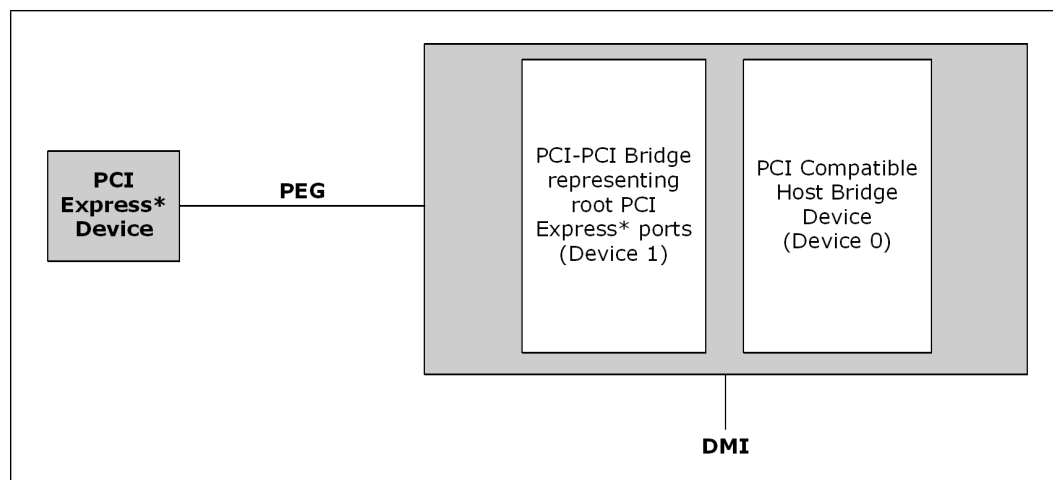 PCI
Express*
Device
PEG
PCI-PCI Bridge
representing
root PCI
Express* ports
(Device 1)
PCI Compatible
Host Bridge
Device
(Device 0)
DMI